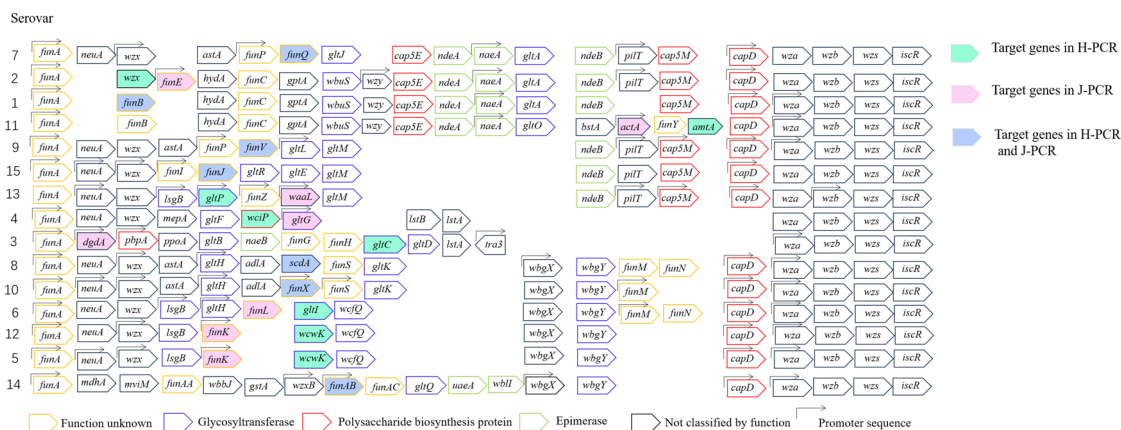 Serovar
7 funA neuA wzx astA funP funQ gltJ cap5E ndeA naeA gltA ndeB pilT cap5M capD wza wzb wzs iscR
2 funA wzx funE hydA funC gptA wbuS wzy cap5E ndeA naeA gltA ndeB pilT cap5M capD wza wzb wzs iscR
1 funA funB hydA funC gptA wbuS wzy cap5E ndeA naeA gltA ndeB cap5M capD wza wzb wzs iscR
11 funA funB hydA funC gptA wbuS wzy cap5E ndeA naeA gltO bstA actA funY amtA capD wza wzb wzs iscR
9 funA neuA wzx astA funP funV gltL gltM ndeB pilT cap5M capD wza wzb wzs iscR
15 funA neuA wzx funI funJ gltR gltE gltM ndeB pilT cap5M capD wza wzb wzs iscR
13 funA neuA wzx lsgB gltP funZ waaL gltM ndeB pilT cap5M capD wza wzb wzs iscR
4 funA neuA wzx mepA gltF wciP gltG lstB lstA wza wzb wzs iscR
3 funA dgdA pbpA ppoA gltB naeB funG funH gltC gltD lstA tra3 wza wzb wzs iscR
8 funA neuA wzx astA gltH adlA scdA funS gltK wbgX wbgY funM funN capD wza wzb wzs iscR
10 funA neuA wzx astA gltH adlA funX funS gltK wbgX wbgY funM capD wza wzb wzs iscR
6 funA neuA wzx lsgB gltH funL gltI wcfQ wbgX wbgY funM funN capD wza wzb wzs iscR
12 funA neuA wzx lsgB funK wcwK wcfQ wbgX wbgY capD wza wzb wzs iscR
5 funA neuA wzx lsgB funK wcwK wcfQ wbgX wbgY capD wza wzb wzs iscR
14 funA mdhA mviM funAA wbbJ gstA wzxB funAB funAC gltQ uaeA wblI wbgX wbgY capD wza wzb wzs iscR
Target genes in H-PCR
Target genes in J-PCR
Target genes in H-PCR
and J-PCR
Function unknown Glycosyltransferase Polysaccharide biosynthesis protein Epimerase Not classified by function Promoter sequence